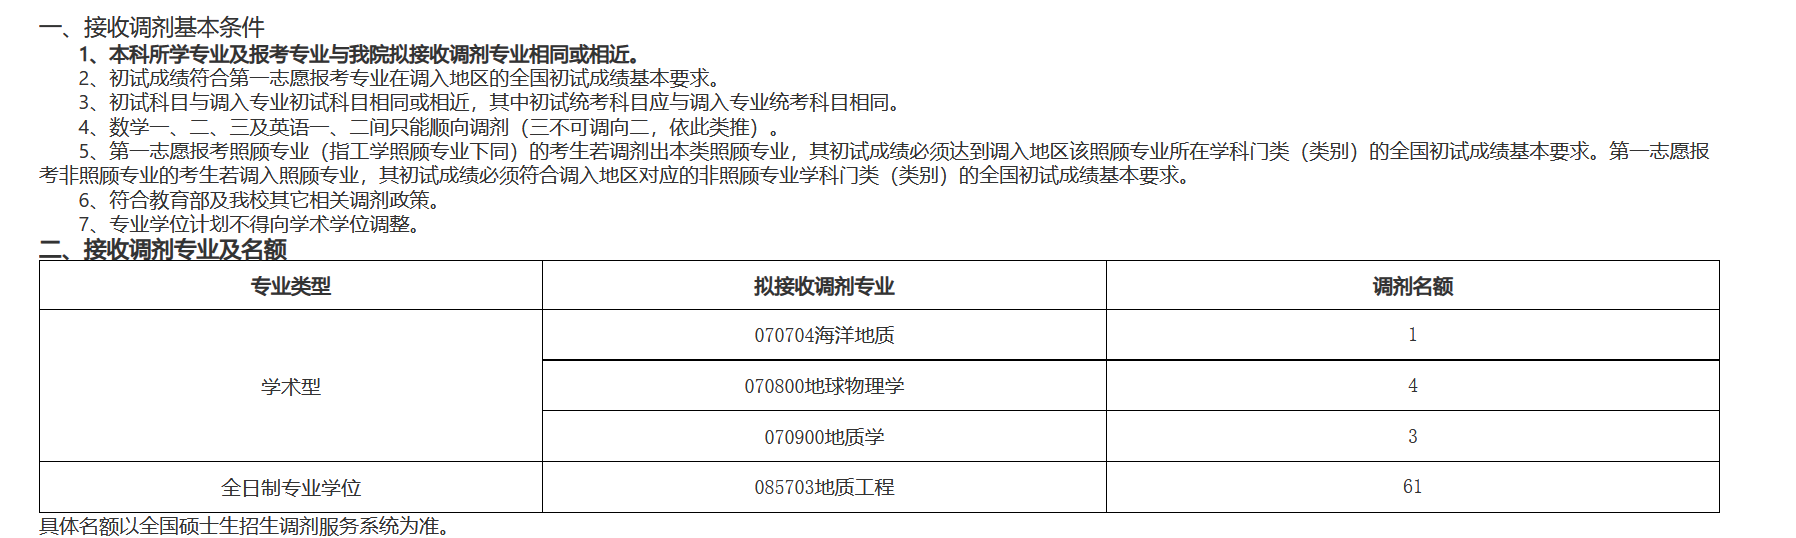 一、接收调剂基本条件
1、本科所学专业及报考专业与我院拟接收调剂专业相同或相近。
2、初试成绩符合第一志愿报考专业在调入地区的全国初试成绩基本要求。
3、初试科目与调入专业初试科目相同或相近，其中初试统考科目应与调入专业统考科目相同。
4、数学一、二、三及英语一、二间只能顺向调剂（三不可调向二，依此类推）。
5、第一志愿报考照顾专业（指工学照顾专业下同）的考生若调剂出本类照顾专业，其初试成绩必须达到调入地区该照顾专业所在学科门类（类别）的全国初试成绩基本要求。第一志愿报
考非照顾专业的考生若调入照顾专业，其初试成绩必须符合调入地区对应的非照顾专业学科门类（类别）的全国初试成绩基本要求。
6、符合教育部及我校其它相关调剂政策。
7、专业学位计划不得向学术学位调整。
二、接收调剂专业及名额
专业类型 拟接收调剂专业 调剂名额
070704海洋地质 1
学术型 070800地球物理学 4
070900地质学 3
全日制专业学位 085703地质工程 61
具体名额以全国硕士生招生调剂服务系统为准。